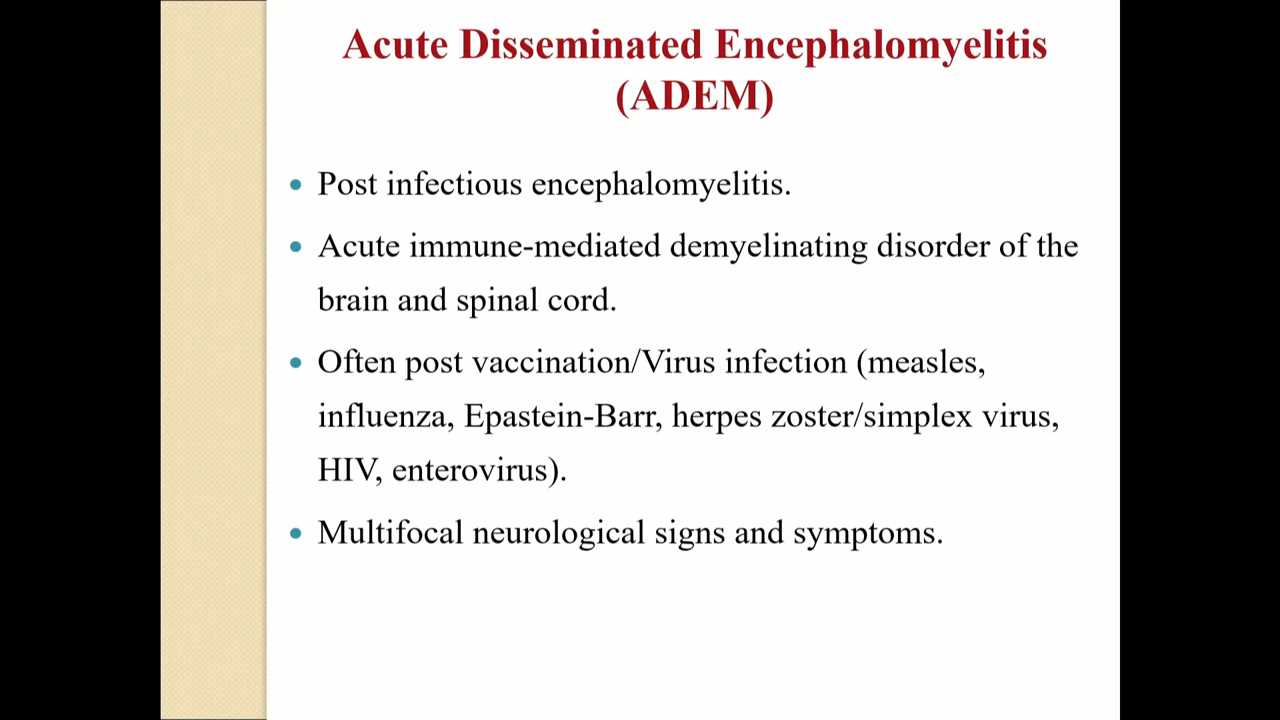 Acute Disseminated Encephalomyelitis
(ADEM)
• Post infectious encephalomyelitis.
• Acute immune-mediated demyelinating disorder of the
brain and spinal cord.
• Often post vaccination/Virus infection (measles,
influenza, Epastein-Barr, herpes zoster/simplex virus,
HIV, enterovirus).
• Multifocal neurological signs and symptoms.